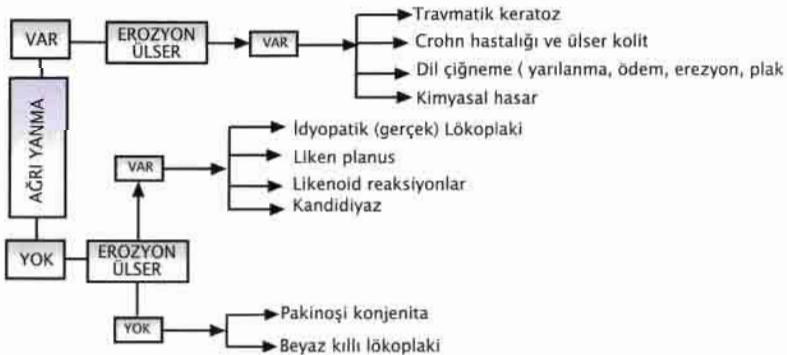 VAR
EROZYON
ÜLSER
VAR
Travmatik keratoz
Crohn hastalığı ve ülser kolit
Dil çiğneme ( yarılanma, ödem, erezyon, plak
Kimyasal hasar
AĞRI YANMA
VAR
İdyopatik (gerçek) Lökoplaki
Liken planus
Likenoid reaksiyonlar
Kandidiyaz
YOK
EROZYON
ÜLSER
YOK
Pakinoşi konjenita
Beyaz kıllı lökoplaki